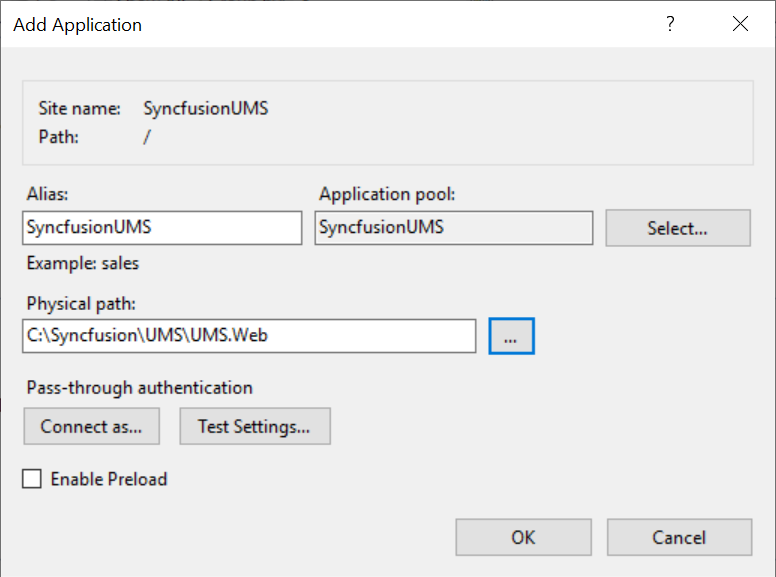 Add Application
?
Site name: SyncfusionUMS
Path: /
Alias: Application pool:
SyncfusionUMS SyncfusionUMS Select...
Example: sales
Physical path:
C:\Syncfusion\UMS\UMS.Web ...
Pass-through authentication
Connect as... Test Settings...
Enable Preload
OK Cancel